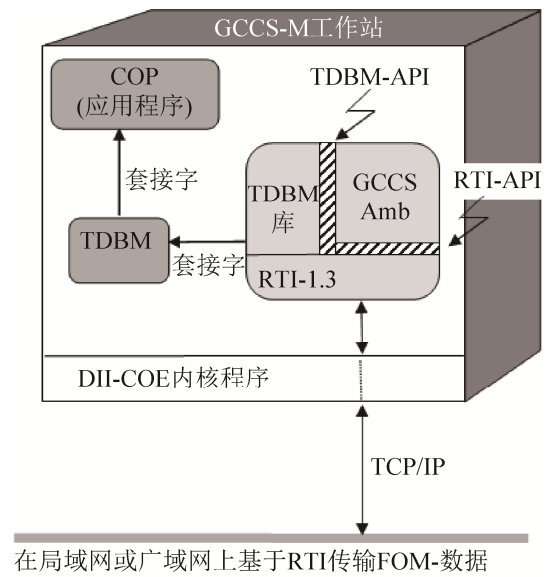 GCCS-M工作站
COP
(应用程序)
TDBM-API
套接字
TDBM
库
GCCS
Amb
RTI-API
TDBM
套接字
RTI-1.3
DII-COE内核程序
TCP/IP
在局域网或广域网上基于RTI传输FOM-数据